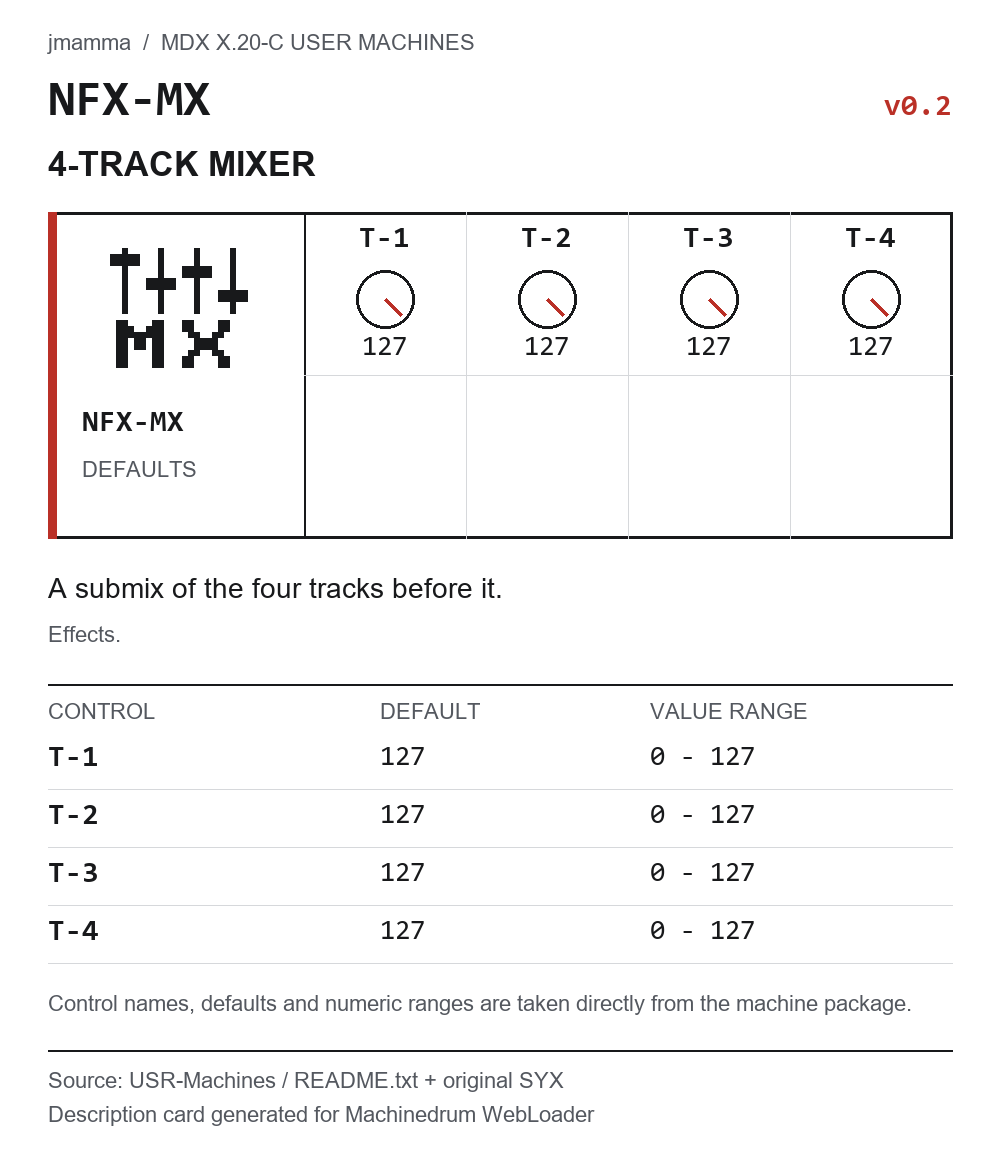 jmamma / MDX X.20-C USER MACHINES
NFX-MX
v0.2
4-TRACK MIXER
T-1 T-2 T-3 T-4
127 127 127 127
MX
NFX-MX
DEFAULTS
A submix of the four tracks before it.
Effects.
CONTROL DEFAULT VALUE RANGE
T-1 127 0 - 127
T-2 127 0 - 127
T-3 127 0 - 127
T-4 127 0 - 127
Control names, defaults and numeric ranges are taken directly from the machine package.
Source: USR-Machines / README.txt + original SYX
Description card generated for Machinedrum WebLoader